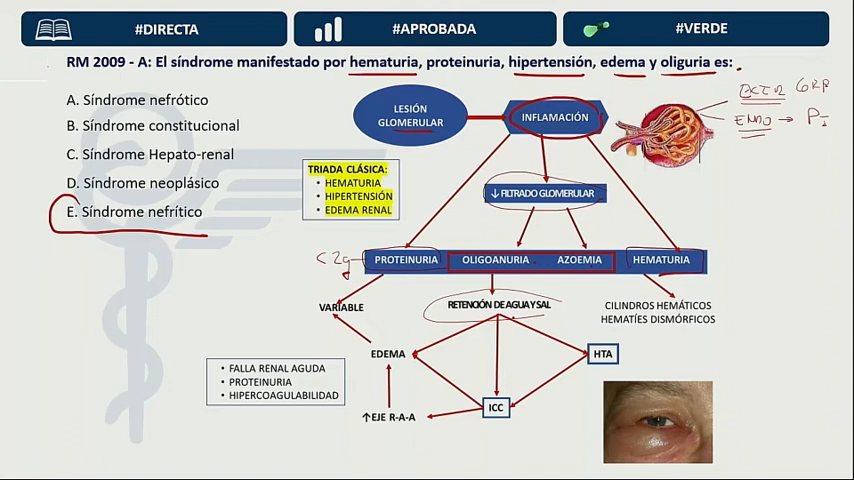 #DIRECTA
#APROBADA
#VERDE
RM 2009 - A: El síndrome manifestado por hematuria, proteinuria, hipertensión, edema y oliguria es:
A. Síndrome nefrótico
B. Síndrome constitucional
C. Síndrome Hepato-renal
D. Síndrome neoplásico
E. Síndrome nefrítico
LESIÓN
GLOMERULAR
INFLAMACIÓN
ENDO → PI
TRIADA CLÁSICA:
• HEMATURIA
• HIPERTENSIÓN
• EDEMA RENAL
↓ FILTRADO GLOMERULAR
<2g
PROTEINURIA
OLIGOANURIA
AZOEMIA
HEMATURIA
VARIABLE
RETENCIÓN DE AGUA Y SAL
CILINDROS HEMÁTICOS
HEMATÍES DISMÓRFICOS
EDEMA
HTA
• FALLA RENAL AGUDA
• PROTEINURIA
• HIPERCOAGULABILIDAD
ICC
↑EJE R-A-A